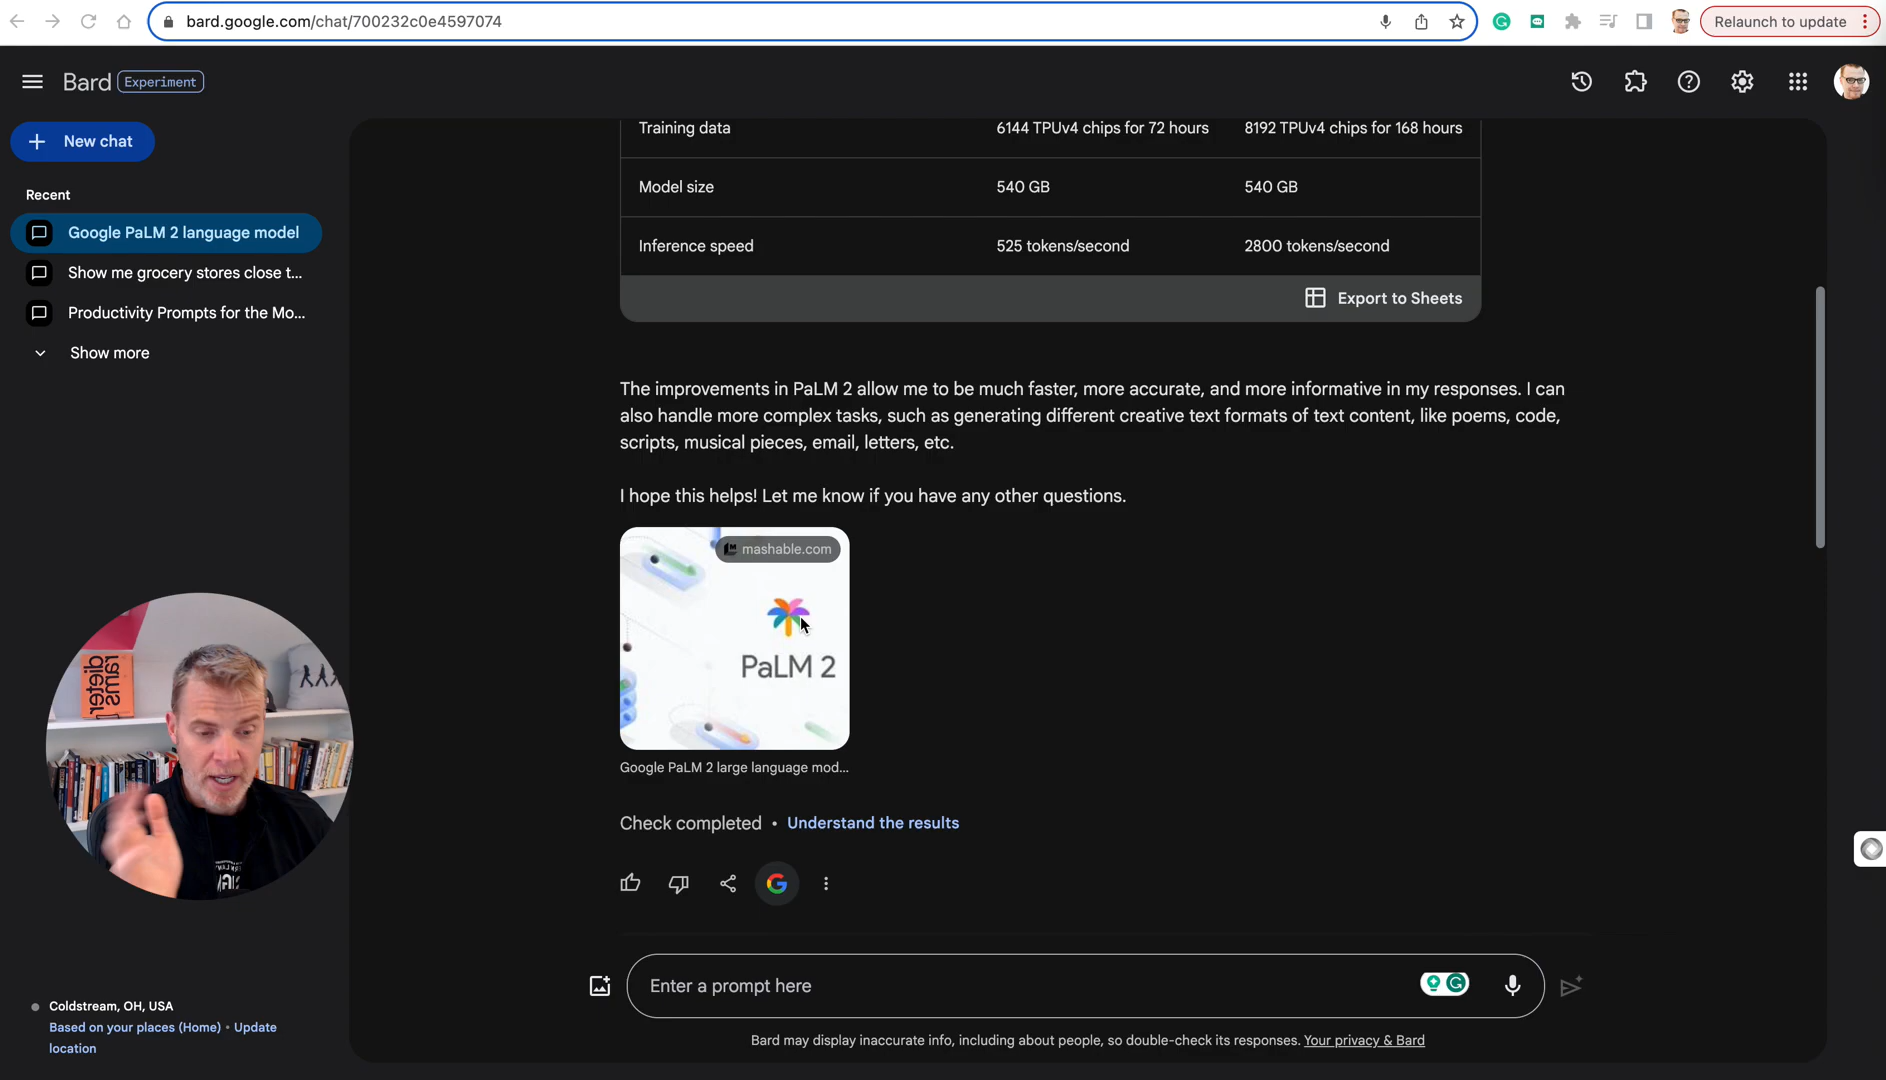 bard.google.com/chat/700232c0e4597074
Relaunch to update
Bard Experiment
New chat
Recent
Google PaLM 2 language model
Show me grocery stores close t...
Productivity Prompts for the Mo...
Show more
Training data 6144 TPUv4 chips for 72 hours 8192 TPUv4 chips for 168 hours
Model size 540 GB 540 GB
Inference speed 525 tokens/second 2800 tokens/second
Export to Sheets
The improvements in PaLM 2 allow me to be much faster, more accurate, and more informative in my responses. I can
also handle more complex tasks, such as generating different creative text formats of text content, like poems, code,
scripts, musical pieces, email, letters, etc.
I hope this helps! Let me know if you have any other questions.
mashable.com
PaLM 2
Google PaLM 2 large language mod...
Check completed • Understand the results
dieter
rams
Enter a prompt here
Bard may display inaccurate info, including about people, so double-check its responses. Your privacy & Bard
Coldstream, OH, USA
Based on your places (Home) • Update
location